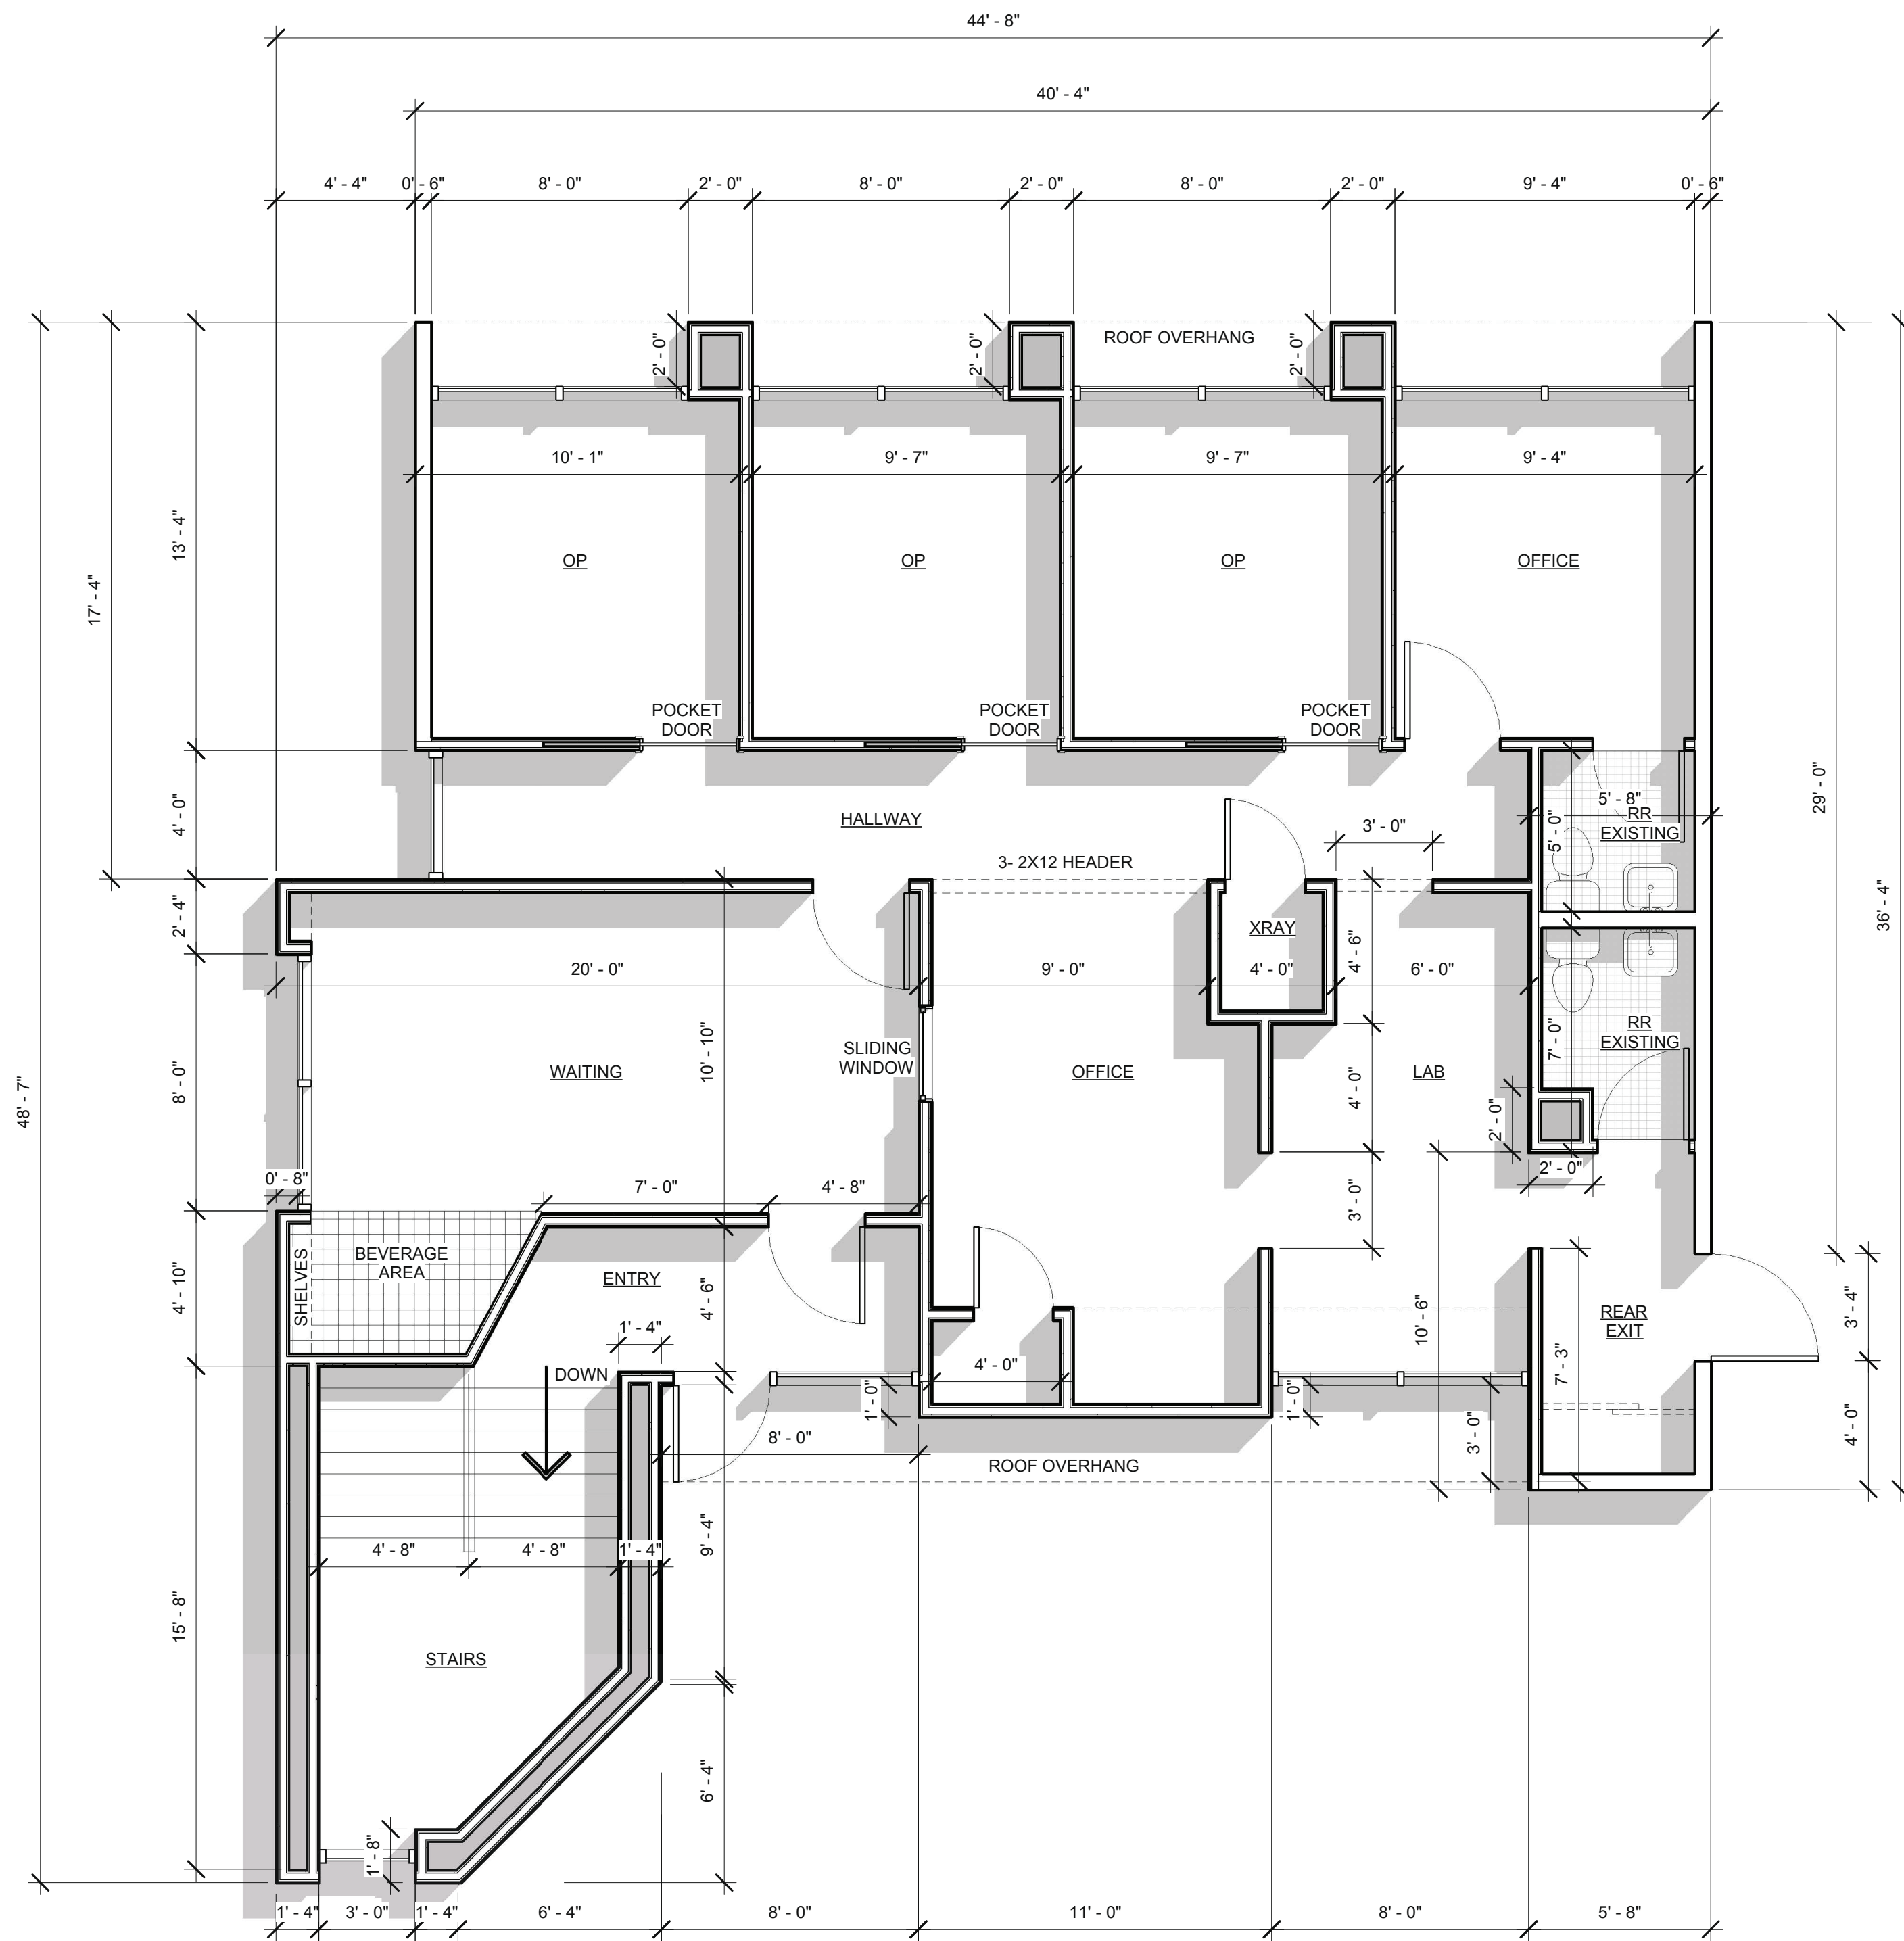 44' - 8"
40' - 4"
4' - 4" 0' - 6" 8' - 0" 2' - 0" 8' - 0" 2' - 0" 8' - 0" 2' - 0" 9' - 4" 0' - 6"
ROOF OVERHANG
2' - 0"
2' - 0"
2' - 0"
10' - 1" 9' - 7" 9' - 7" 9' - 4"
13' - 4"
17' - 4"
OP OP OP OFFICE
POCKET
DOOR
POCKET
DOOR
POCKET
DOOR
29' - 0"
4' - 0"
HALLWAY
3' - 0"
5' - 8"
5' - 0"
RR
EXISTING
3- 2X12 HEADER
36' - 4"
2' - 4"
XRAY
4' - 6"
20' - 0" 9' - 0" 4' - 0" 6' - 0"
10' - 10"
48' - 7"
8' - 0"
WAITING
SLIDING
WINDOW
OFFICE
4' - 0"
LAB
7' - 0"
RR
EXISTING
2' - 0"
2' - 0"
0' - 8"
7' - 0" 4' - 8"
3' - 0"
4' - 10"
SHELVES
BEVERAGE
AREA
ENTRY
4' - 6"
1' - 4"
10' - 6"
REAR
EXIT
3' - 4"
DOWN
4' - 0"
1' - 0"
1' - 0"
7' - 3"
8' - 0"
3' - 0"
4' - 0"
ROOF OVERHANG
9' - 4"
4' - 8" 4' - 8" 1' - 4"
15' - 8"
STAIRS
6' - 4"
1' - 8"
1' - 4" 3' - 0" 1' - 4" 6' - 4" 8' - 0" 11' - 0" 8' - 0" 5' - 8"